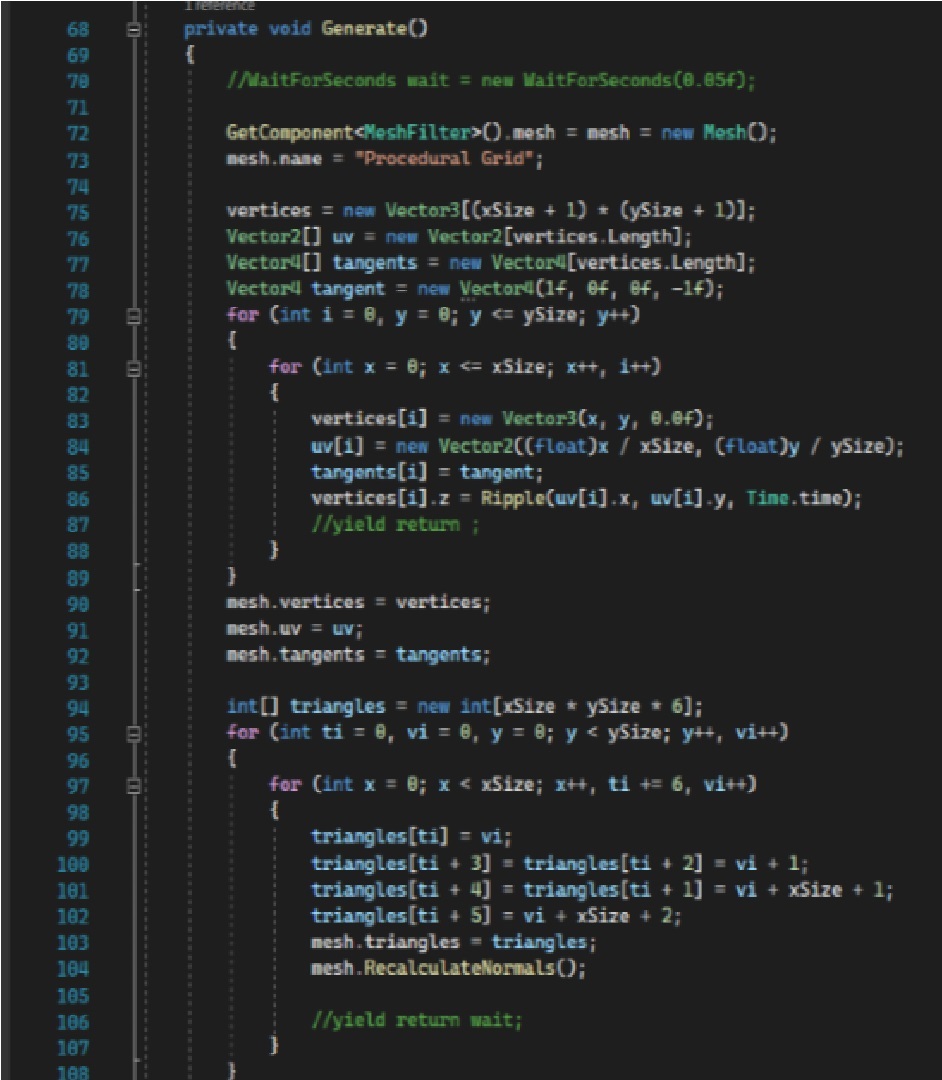 1 reference
68 private void Generate()
69 {
70 //WaitForSeconds wait = new WaitForSeconds(0.05f);
71
72 GetComponent<MeshFilter>().mesh = mesh = new Mesh();
73 mesh.name = "Procedural Grid";
74
75 vertices = new Vector3[(xSize + 1) * (ySize + 1)];
76 Vector2[] uv = new Vector2[vertices.Length];
77 Vector4[] tangents = new Vector4[vertices.Length];
78 Vector4 tangent = new Vector4(1f, 0f, 0f, -1f);
79 for (int i = 0, y = 0; y <= ySize; y++)
80 {
81 for (int x = 0; x <= xSize; x++, i++)
82 {
83 vertices[i] = new Vector3(x, y, 0.0f);
84 uv[i] = new Vector2((float)x / xSize, (float)y / ySize);
85 tangents[i] = tangent;
86 vertices[i].z = Ripple(uv[i].x, uv[i].y, Time.time);
87 //yield return ;
88 }
89 }
90 mesh.vertices = vertices;
91 mesh.uv = uv;
92 mesh.tangents = tangents;
93
94 int[] triangles = new int[xSize * ySize * 6];
95 for (int ti = 0, vi = 0, y = 0; y < ySize; y++, vi++)
96 {
97 for (int x = 0; x < xSize; x++, ti += 6, vi++)
98 {
99 triangles[ti] = vi;
100 triangles[ti + 3] = triangles[ti + 2] = vi + 1;
101 triangles[ti + 4] = triangles[ti + 1] = vi + xSize + 1;
102 triangles[ti + 5] = vi + xSize + 2;
103 mesh.triangles = triangles;
104 mesh.RecalculateNormals();
105
106 //yield return wait;
107 }
108 }